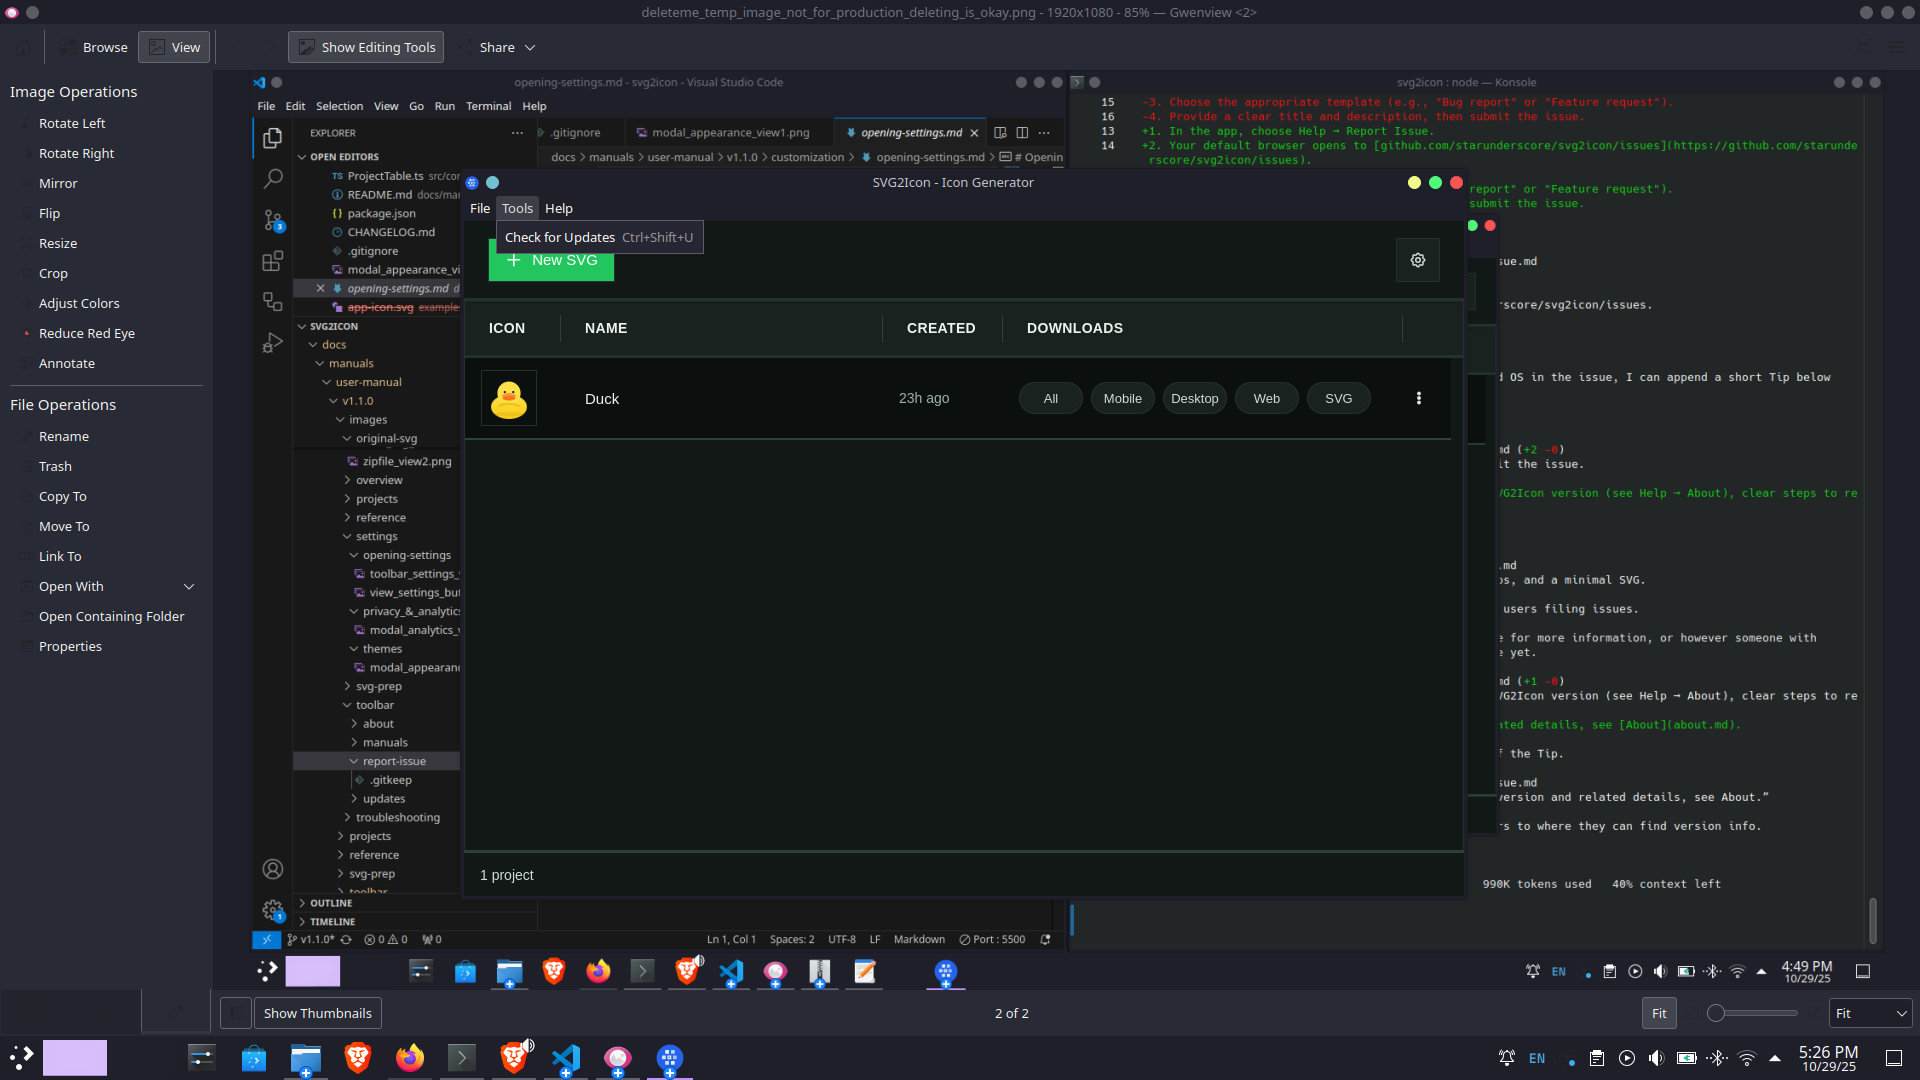 deleteme_temp_image_not_for_production_deleting_is_okay.png - 1920x1080 - 85% — Gwenview <2>
Browse
View
Show Editing Tools
Share
Image Operations
Rotate Left
Rotate Right
Mirror
Flip
Resize
Crop
Adjust Colors
Reduce Red Eye
Annotate
File Operations
Rename
Trash
Copy To
Move To
Link To
Open With
Open Containing Folder
Properties
opening-settings.md - svg2icon - Visual Studio Code
File Edit Selection View Go Run Terminal Help
EXPLORER
.gitignore
modal_appearance_view1.png
opening-settings.md
docs > manuals > user-manual > v1.1.0 > customization > opening-settings.md > # Openin
OPEN EDITORS
ProjectTable.ts src/cor
README.md docs/mar
package.json
CHANGELOG.md
.gitignore
modal_appearance_vi
opening-settings.md d
app-icon.svg example
SVG2ICON
docs
manuals
user-manual
v1.1.0
images
original-svg
zipfile_view2.png
overview
projects
reference
settings
opening-settings
toolbar_settings_
view_settings_but
privacy_&_analytics
modal_analytics_v
themes
modal_appearanc
svg-prep
toolbar
about
manuals
report-issue
.gitkeep
updates
troubleshooting
projects
reference
svg-prep
toolbar
OUTLINE
TIMELINE
3
1
v1.1.0* 0 0 0
Ln 1, Col 1 Spaces: 2 UTF-8 LF Markdown Port : 5500
SVG2Icon - Icon Generator
File Tools Help
Check for Updates Ctrl+Shift+U
New SVG
ICON NAME CREATED DOWNLOADS
Duck 23h ago All Mobile Desktop Web SVG
1 project
svg2icon : node — Konsole
15 -3. Choose the appropriate template (e.g., "Bug report" or "Feature request").
16 -4. Provide a clear title and description, then submit the issue.
13 +1. In the app, choose Help → Report Issue.
14 +2. Your default browser opens to [github.com/starunderscore/svg2icon/issues](https://github.com/starunde
rscore/svg2icon/issues).
report" or "Feature request").
submit the issue.
sue.md
rscore/svg2icon/issues.
d OS in the issue, I can append a short Tip below
md (+2 -0)
it the issue.
VG2Icon version (see Help → About), clear steps to re
.md
os, and a minimal SVG.
users filing issues.
e for more information, or however someone with
e yet.
md (+1 -0)
VG2Icon version (see Help → About), clear steps to re
ated details, see [About](about.md).
f the Tip.
sue.md
version and related details, see About.”
rs to where they can find version info.
990K tokens used 40% context left
EN
4:49 PM
10/29/25
Show Thumbnails
2 of 2
Fit
Fit
EN
5:26 PM
10/29/25